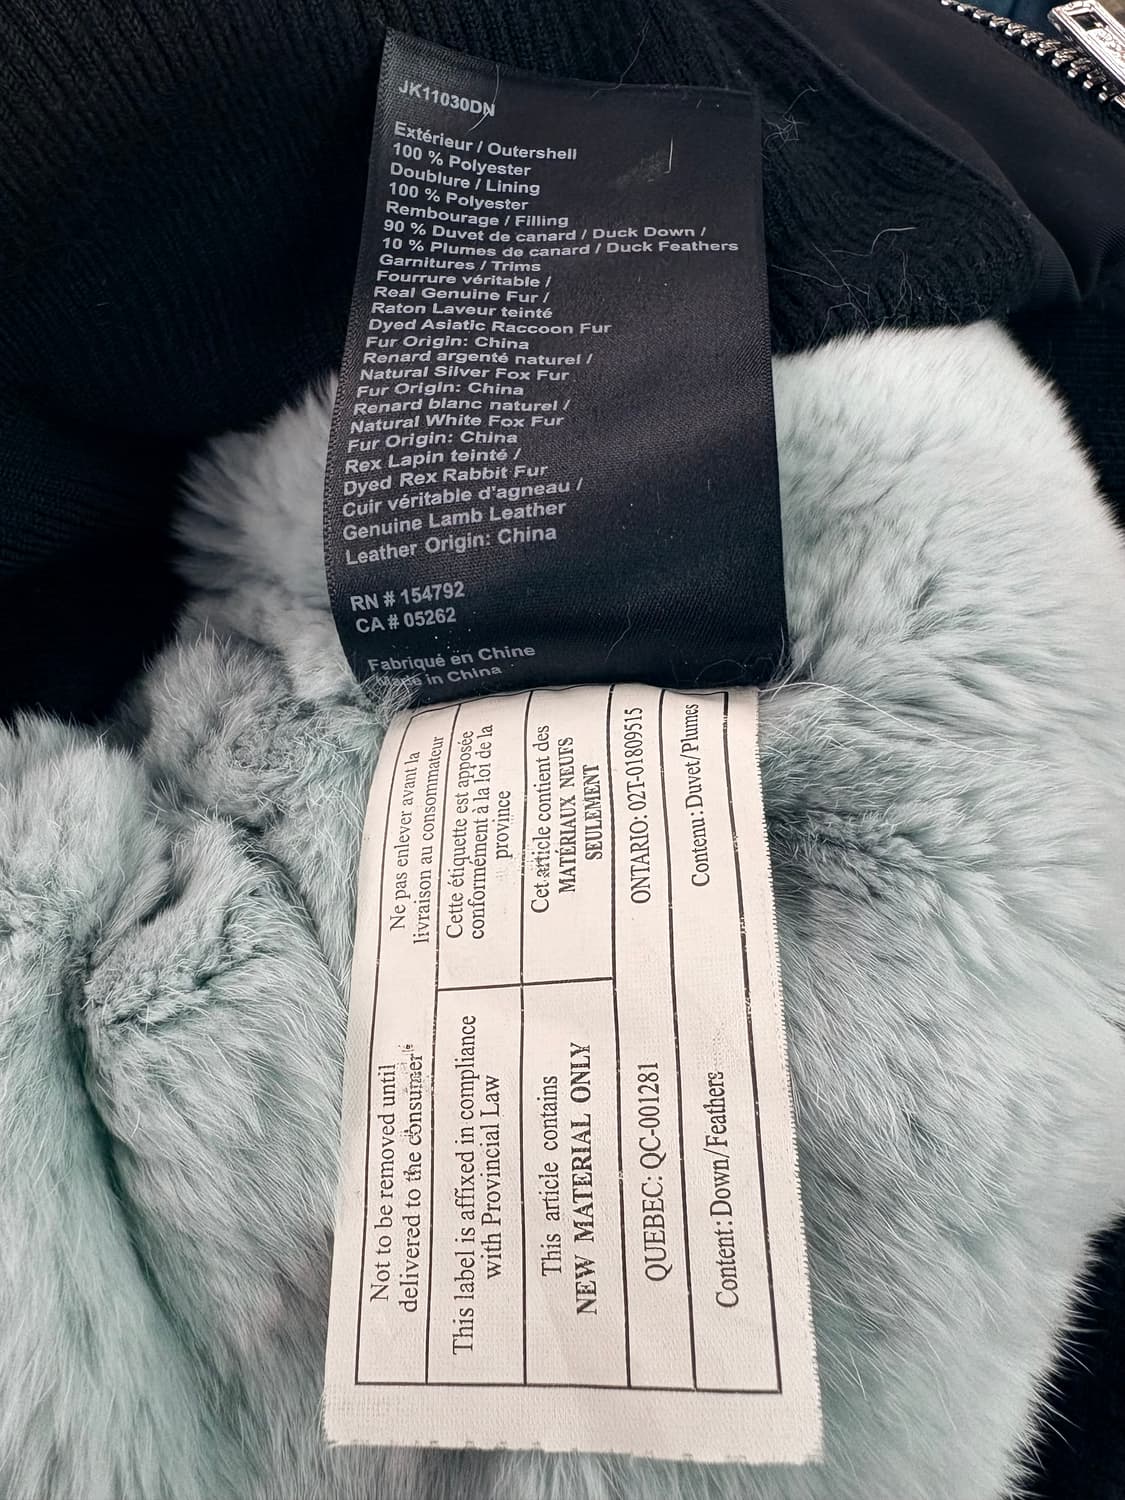 JK11030DN
Extérieur / Outershell
100 % Polyester
Doublure / Lining
100 % Polyester
Rembourage / Filling
90 % Duvet de canard / Duck Down /
10 % Plumes de canard / Duck Feathers
Garnitures / Trims
Fourrure véritable /
Real Genuine Fur /
Raton Laveur teinté
Dyed Asiatic Raccoon Fur
Fur Origin: China
Renard argenté naturel /
Natural Silver Fox Fur
Fur Origin: China
Renard blanc naturel /
Natural White Fox Fur
Fur Origin: China
Rex Lapin teinté /
Dyed Rex Rabbit Fur
Cuir véritable d'agneau /
Genuine Lamb Leather
Leather Origin: China
RN # 154792
CA # 05262
Fabriqué en Chine
Made in China
Not to be removed until
delivered to the consumer
Ne pas enlever avant la
livraison au consommateur
This label is affixed in compliance
with Provincial Law
Cette étiquette est apposée
conformément à la loi de la
province
This article contains
NEW MATERIAL ONLY
Cet article contient des
MATÉRIAUX NEUFS
SEULEMENT
QUEBEC: QC-001281
ONTARIO: 02T-01809515
Content: Down/Feathers
Contenu: Duvet/Plumes